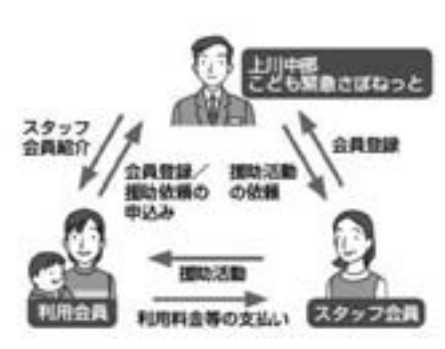 上川中部
こども緊急さぽねっと
スタッフ
会員紹介
会員登録／
援助依頼の
申込み
援助活動
の依頼
会員登録
援助活動
利用料金等の支払い
利用会員
スタッフ会員